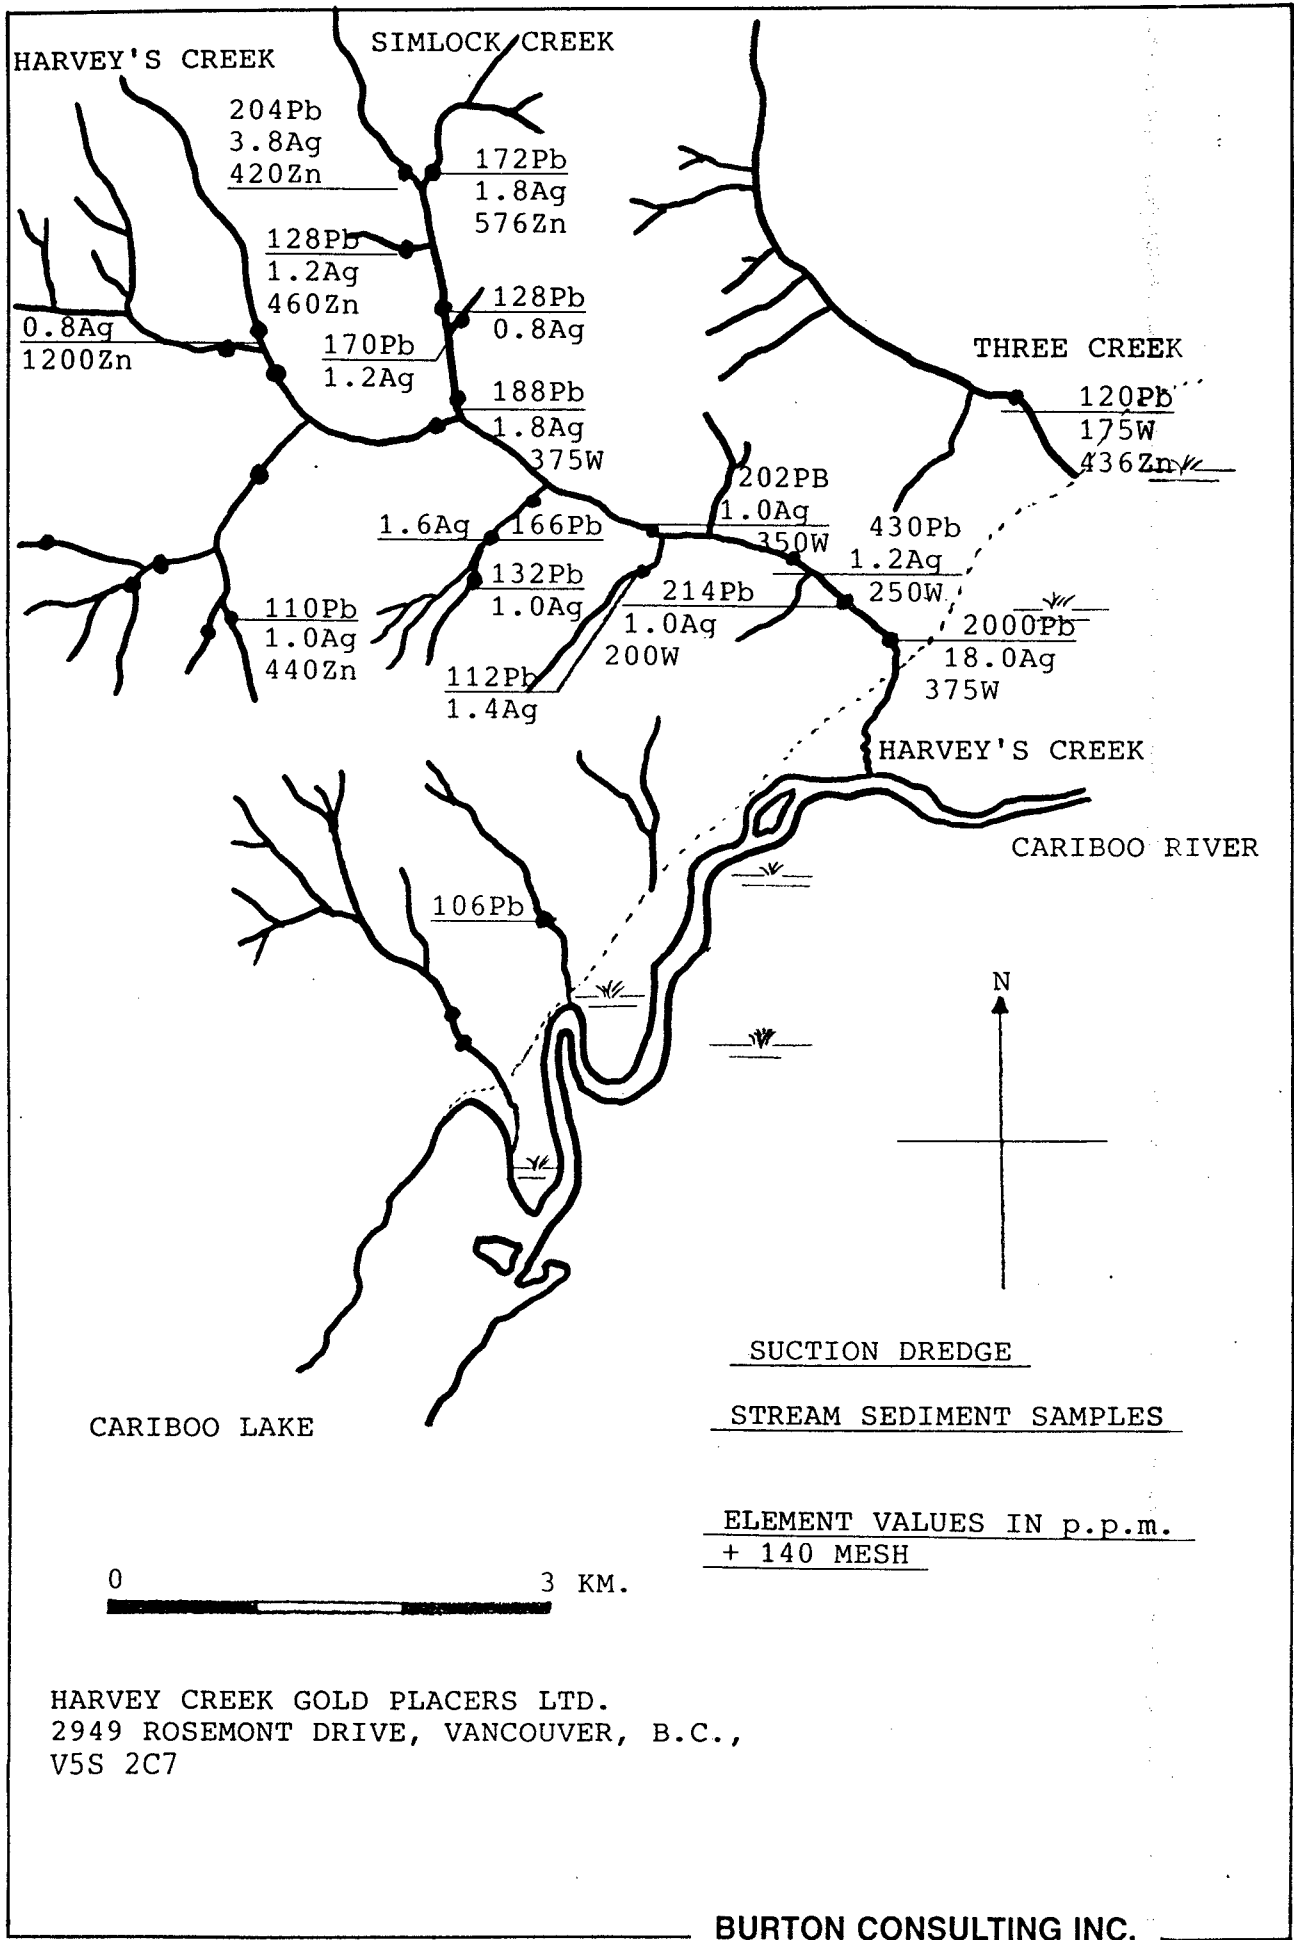 HARVEY'S CREEK
SIMLOCK CREEK
204Pb
3.8Ag
420Zn
172Pb
1.8Ag
576Zn
128Pb
1.2Ag
460Zn
128Pb
0.8Ag
0.8Ag
1200Zn
170Pb
1.2Ag
188Pb
1.8Ag
375W
THREE CREEK
120Pb
175W
436Zn
202PB
1.0Ag
350W
430Pb
1.2Ag
250W
1.6Ag 166Pb
132Pb
1.0Ag
214Pb
1.0Ag
200W
110Pb
1.0Ag
440Zn
112Pb
1.4Ag
2000Pb
18.0Ag
375W
HARVEY'S CREEK
CARIBOO RIVER
106Pb
N
CARIBOO LAKE
SUCTION DREDGE
STREAM SEDIMENT SAMPLES
ELEMENT VALUES IN p.p.m.
+ 140 MESH
0 3 KM.
HARVEY CREEK GOLD PLACERS LTD.
2949 ROSEMONT DRIVE, VANCOUVER, B.C.,
V5S 2C7
BURTON CONSULTING INC.